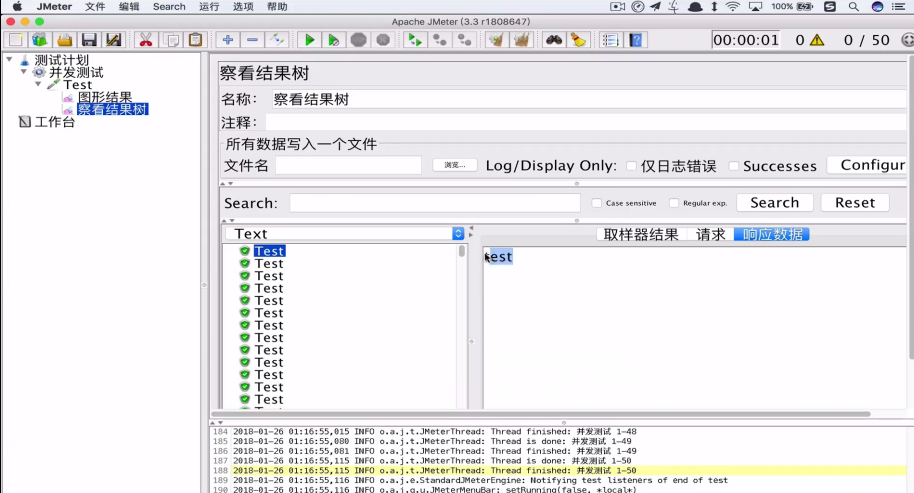 JMeter 文件 编辑 Search 运行 选项 帮助 100%
Apache JMeter (3.3 r1808647)
00:00:01 0 0 / 50
测试计划
并发测试
Test
图形结果
察看结果树
工作台
察看结果树
名称: 察看结果树
注释:
所有数据写入一个文件
文件名 浏览... Log/Display Only: 仅日志错误 Successes Configur
Search: Case sensitive Regular exp. Search Reset
Text 取样器结果 请求 响应数据
Test
Test
Test
Test
Test
Test
Test
Test
Test
Test
Test
Test
Test
test
184 2018-01-26 01:16:55,015 INFO o.a.j.t.JMeterThread: Thread finished: 并发测试 1-48
185 2018-01-26 01:16:55,080 INFO o.a.j.t.JMeterThread: Thread is done: 并发测试 1-49
186 2018-01-26 01:16:55,081 INFO o.a.j.t.JMeterThread: Thread finished: 并发测试 1-49
187 2018-01-26 01:16:55,115 INFO o.a.j.t.JMeterThread: Thread is done: 并发测试 1-50
188 2018-01-26 01:16:55,115 INFO o.a.j.t.JMeterThread: Thread finished: 并发测试 1-50
189 2018-01-26 01:16:55,116 INFO o.a.j.e.StandardJMeterEngine: Notifying test listeners of end of test
190 2018-01-26 01:16:55,116 INFO o.a.j.g.u.JMeterMenuBar: setRunning(false, *local*)